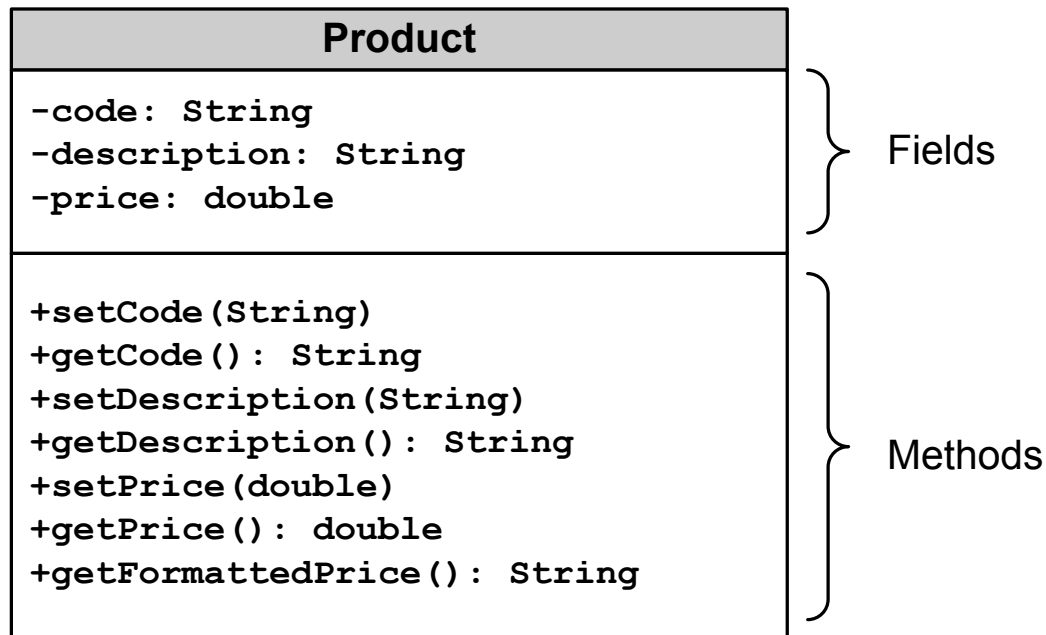 Product
-code: String
-description: String
-price: double
Fields
+setCode(String)
+getCode(): String
+setDescription(String)
+getDescription(): String
+setPrice(double)
+getPrice(): double
+getFormattedPrice(): String
Methods